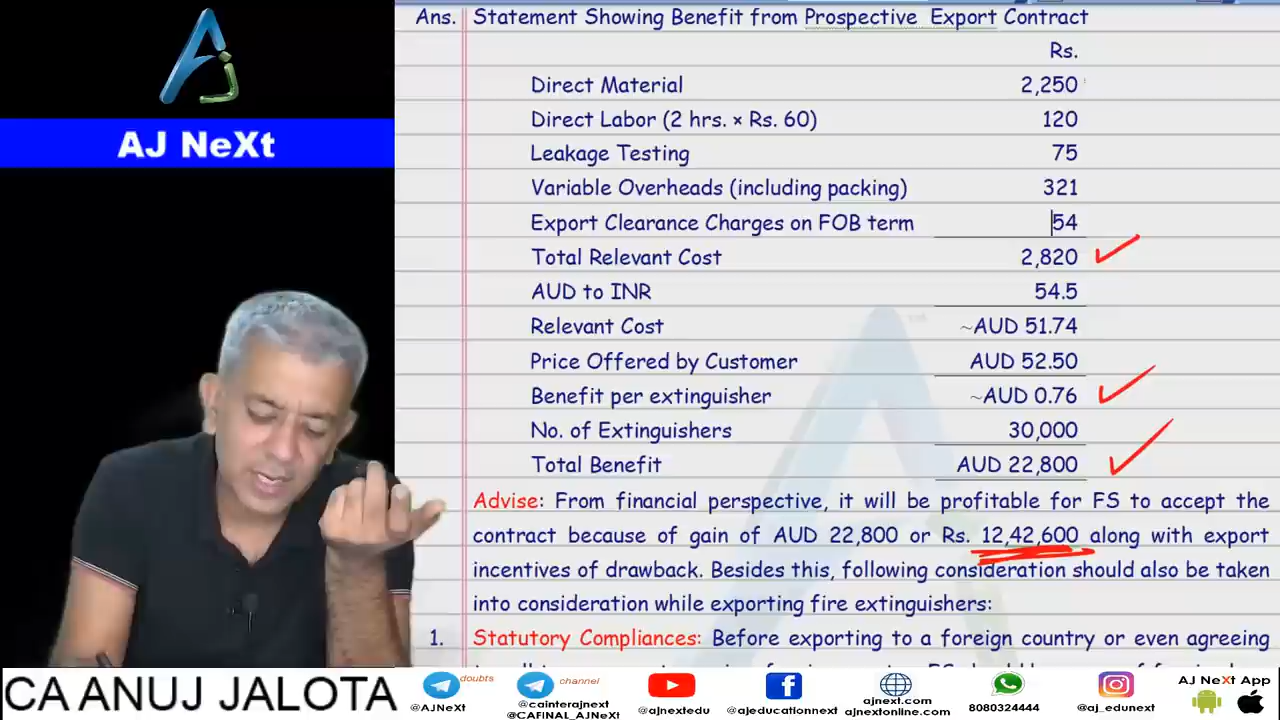 Ans. Statement Showing Benefit from Prospective Export Contract
Rs.
Direct Material 2,250
Direct Labor (2 hrs. × Rs. 60) 120
Leakage Testing 75
Variable Overheads (including packing) 321
Export Clearance Charges on FOB term 54
Total Relevant Cost 2,820
AUD to INR 54.5
Relevant Cost ~AUD 51.74
Price Offered by Customer AUD 52.50
Benefit per extinguisher ~AUD 0.76
No. of Extinguishers 30,000
Total Benefit AUD 22,800
Advise: From financial perspective, it will be profitable for FS to accept the
contract because of gain of AUD 22,800 or Rs. 12,42,600 along with export
incentives of drawback. Besides this, following consideration should also be taken
into consideration while exporting fire extinguishers:
1. Statutory Compliances: Before exporting to a foreign country or even agreeing
AJ NeXt
CA ANUJ JALOTA
doubts
@AJNeXt
channel
@cainterajnext
@CAFINAL_AJNeXt
@ajnextedu
@ajeducationnext
ajnext.com
ajnextonline.com
8080324444
@aj_edunext
AJ NeXt App